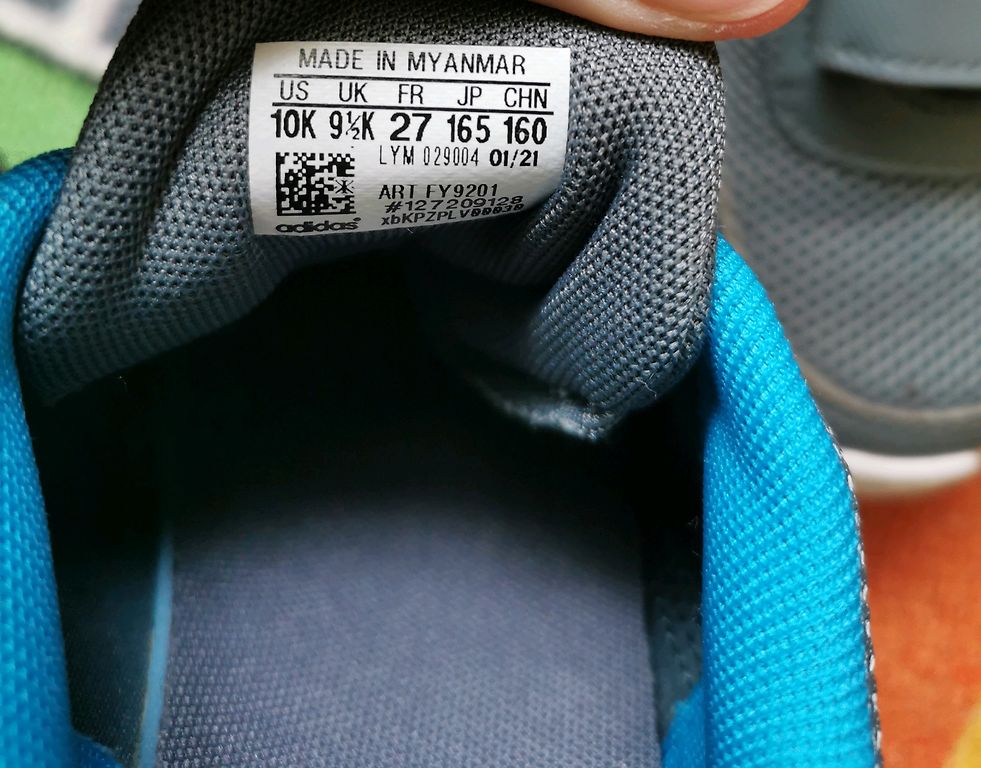 MADE IN MYANMAR
US UK FR JP CHN
10K 9½K 27 165 160
LYM 029004 01/21
ART FY9201
#127209128
xbKPZPLV00030
adidas